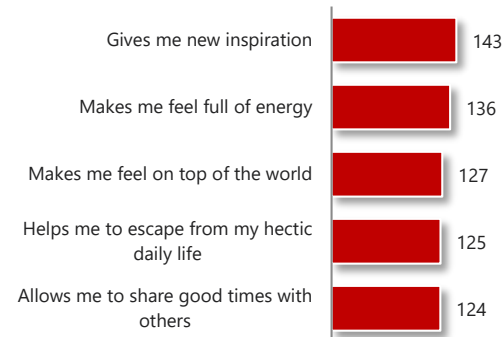 Gives me new inspiration 143
Makes me feel full of energy 136
Makes me feel on top of the world 127
Helps me to escape from my hectic
daily life 125
Allows me to share good times with
others 124